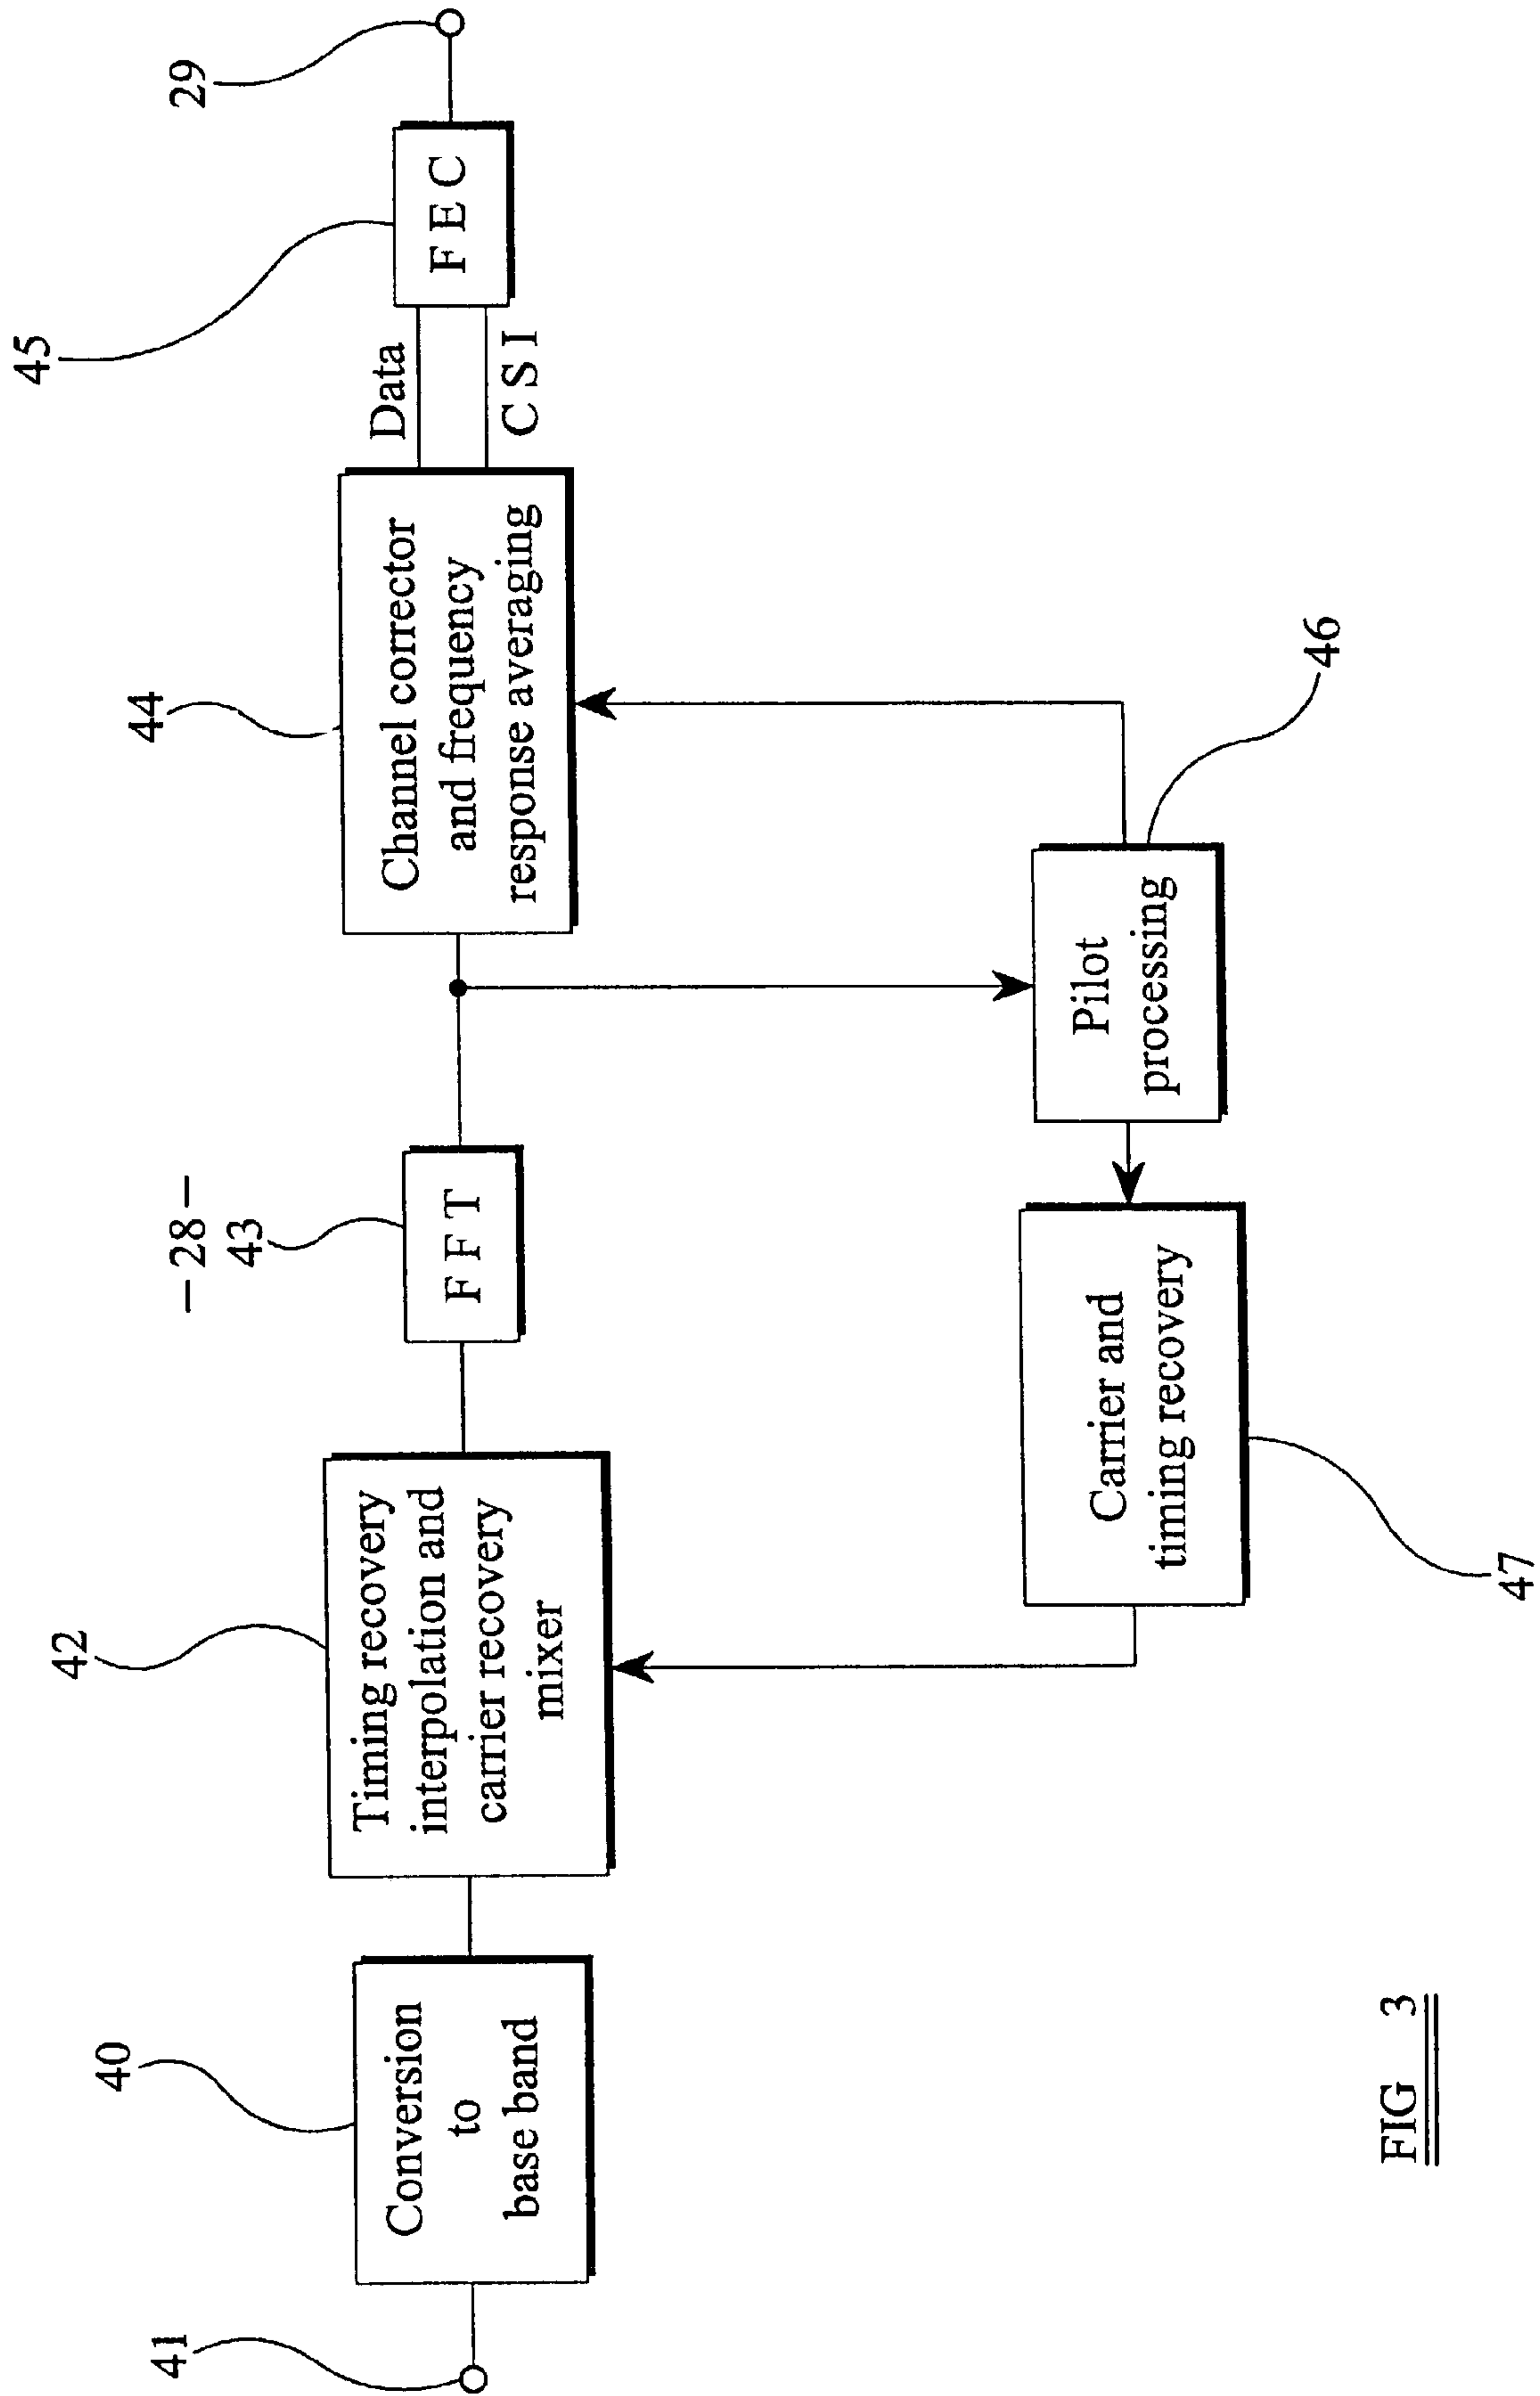 -28-
41
40
42
43
44
45
29
Conversion
to
base band
Timing recovery
interpolation and
carrier recovery
mixer
F F T
Channel corrector
and frequency
response averaging
Data
C S I
F E C
Carrier and
timing recovery
Pilot
processing
47
46
FIG 3